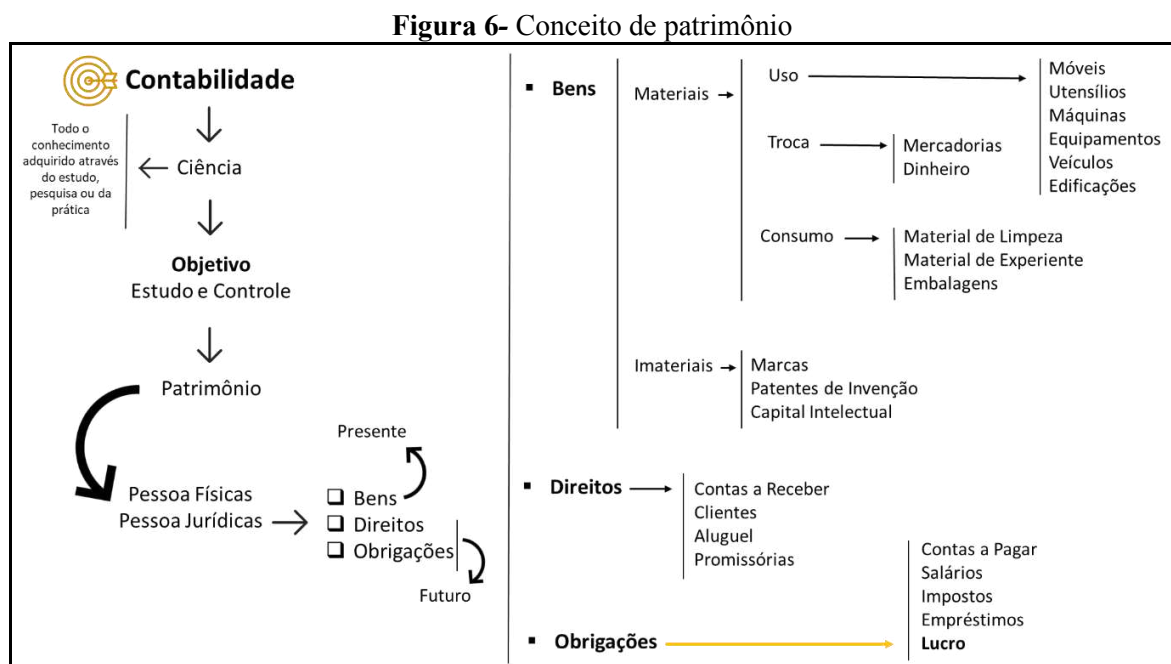 Figura 6- Conceito de patrimônio
Contabilidade
Todo o
conhecimento
adquirido através
do estudo,
pesquisa ou da
prática
Ciência
Objetivo
Estudo e Controle
Patrimônio
Presente
Pessoa Físicas
Pessoa Jurídicas
Bens
Direitos
Obrigações
Futuro
Bens
Materiais
Uso
Móveis
Utensílios
Máquinas
Equipamentos
Veículos
Edificações
Troca
Mercadorias
Dinheiro
Consumo
Material de Limpeza
Material de Experiente
Embalagens
Imateriais
Marcas
Patentes de Invenção
Capital Intelectual
Direitos
Contas a Receber
Clientes
Aluguel
Promissórias
Obrigações
Contas a Pagar
Salários
Impostos
Empréstimos
Lucro